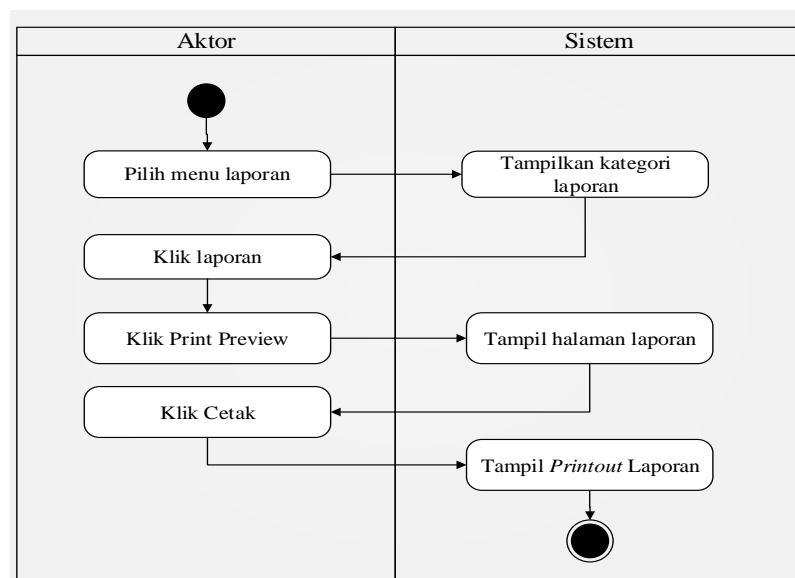 Aktor
Sistem
Pilih menu laporan
Tampilkan kategori
laporan
Klik laporan
Klik Print Preview
Tampil halaman laporan
Klik Cetak
Tampil Printout Laporan